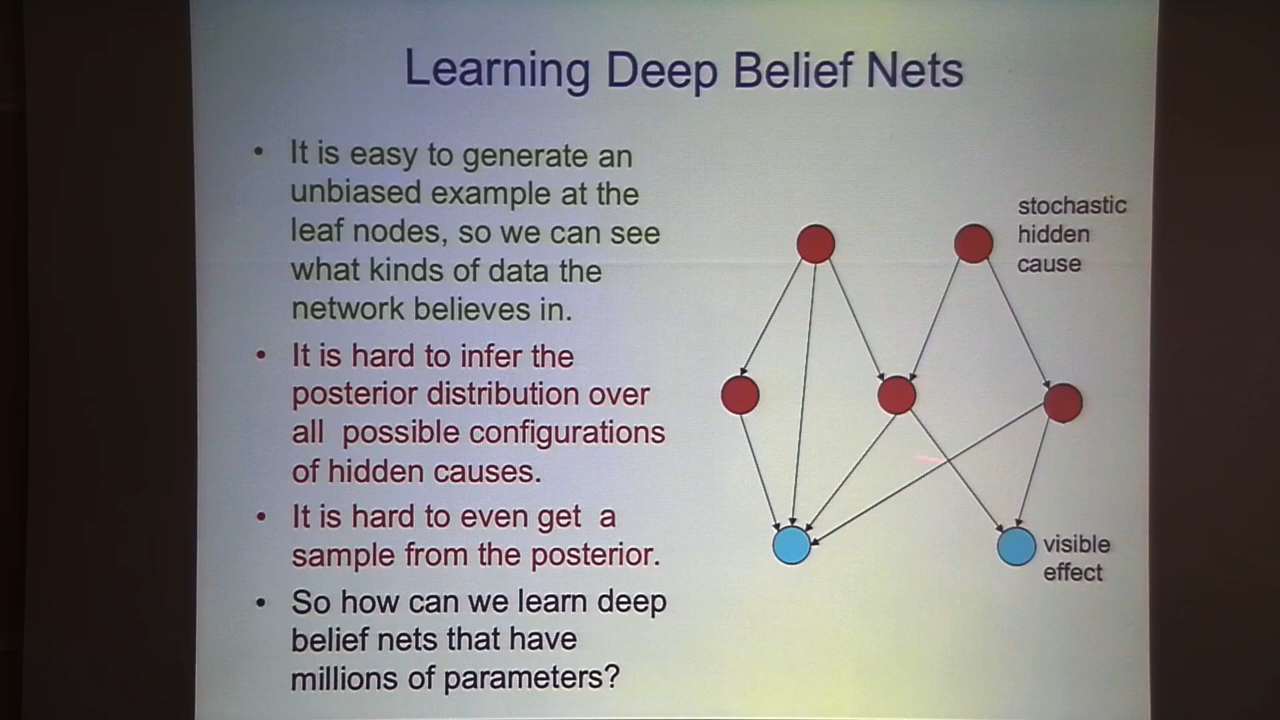 Learning Deep Belief Nets
• It is easy to generate an
unbiased example at the
leaf nodes, so we can see
what kinds of data the
network believes in.
• It is hard to infer the
posterior distribution over
all possible configurations
of hidden causes.
• It is hard to even get a
sample from the posterior.
• So how can we learn deep
belief nets that have
millions of parameters?
stochastic
hidden
cause
visible
effect